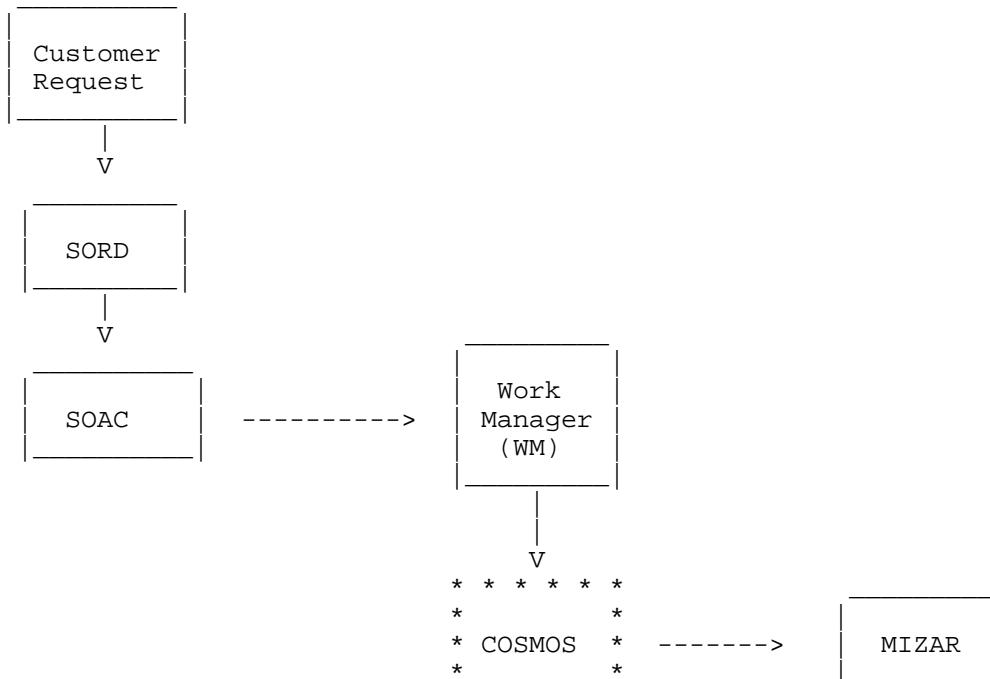 Customer
Request
V
SORD
V
SOAC ----------> Work
Manager
(WM)
V
* * * * * *
* *
* COSMOS * -------> MIZAR
* *